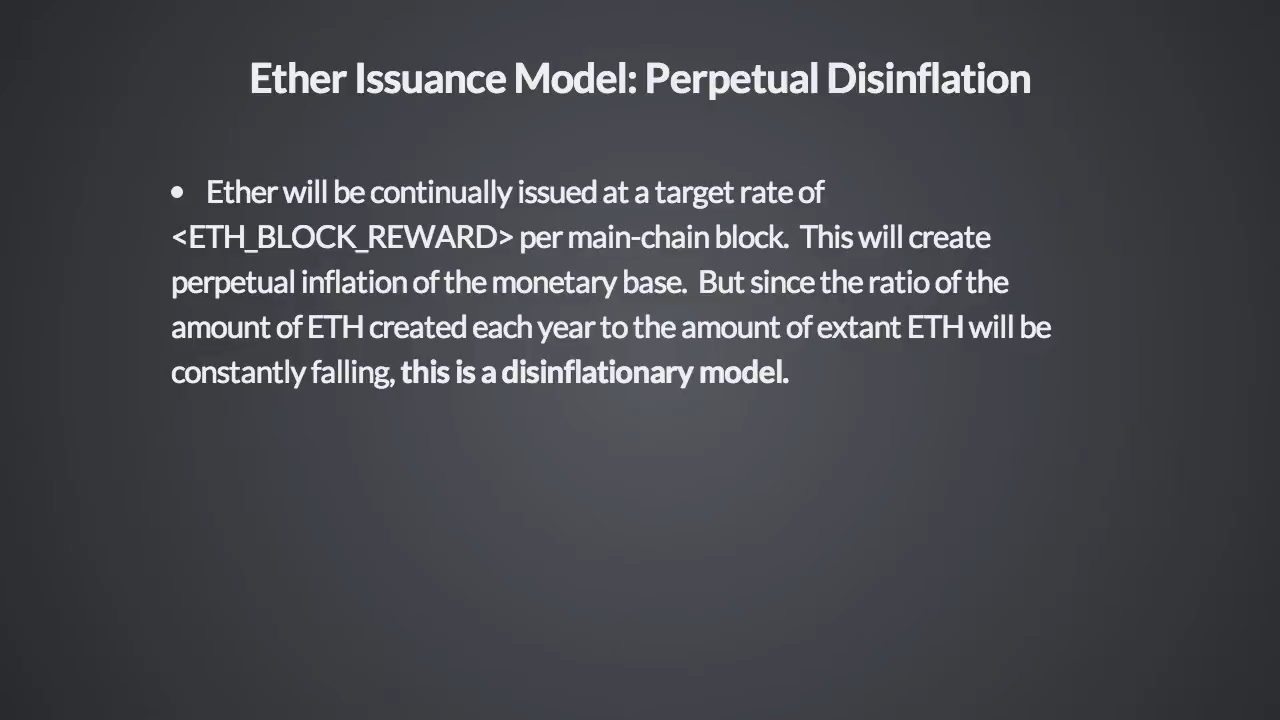 Ether Issuance Model: Perpetual Disinflation
• Ether will be continually issued at a target rate of
<ETH_BLOCK_REWARD> per main-chain block.  This will create
perpetual inflation of the monetary base.  But since the ratio of the
amount of ETH created each year to the amount of extant ETH will be
constantly falling, this is a disinflationary model.